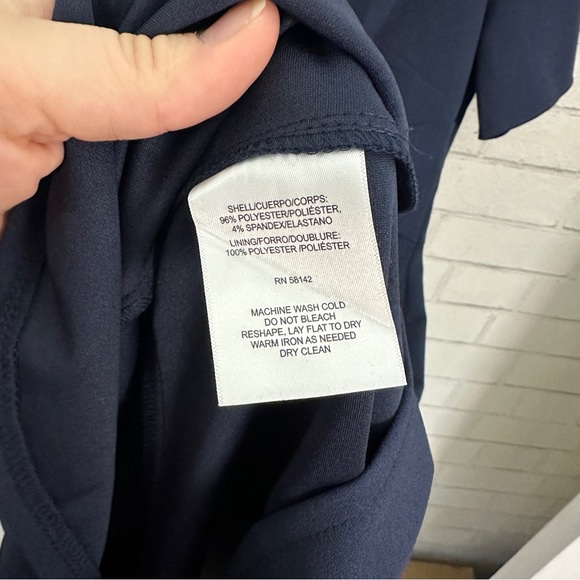 SHELL/CUERPO/CORPS:
96% POLYESTER/POLIÉSTER,
4% SPANDEX/ELASTANO
LINING/FORRO/DOUBLURE:
100% POLYESTER /POLIÉSTER
RN 58142
MACHINE WASH COLD
DO NOT BLEACH
RESHAPE, LAY FLAT TO DRY
WARM IRON AS NEEDED
DRY CLEAN